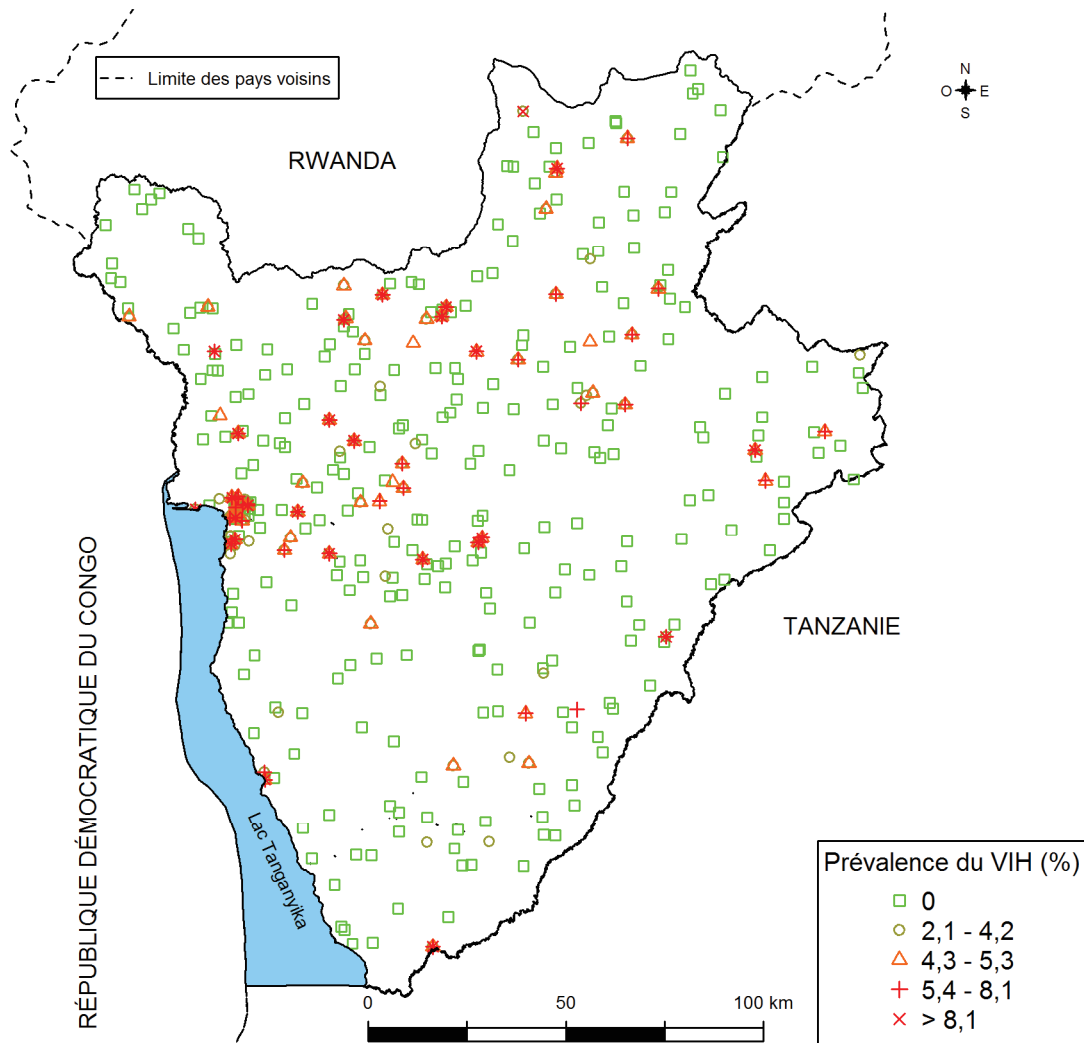 Limite des pays voisins
N
O E
S
RWANDA
RÉPUBLIQUE DÉMOCRATIQUE DU CONGO
TANZANIE
Lac Tanganyika
Prévalence du VIH (%)
0
2,1 - 4,2
4,3 - 5,3
5,4 - 8,1
> 8,1
0 50 100 km